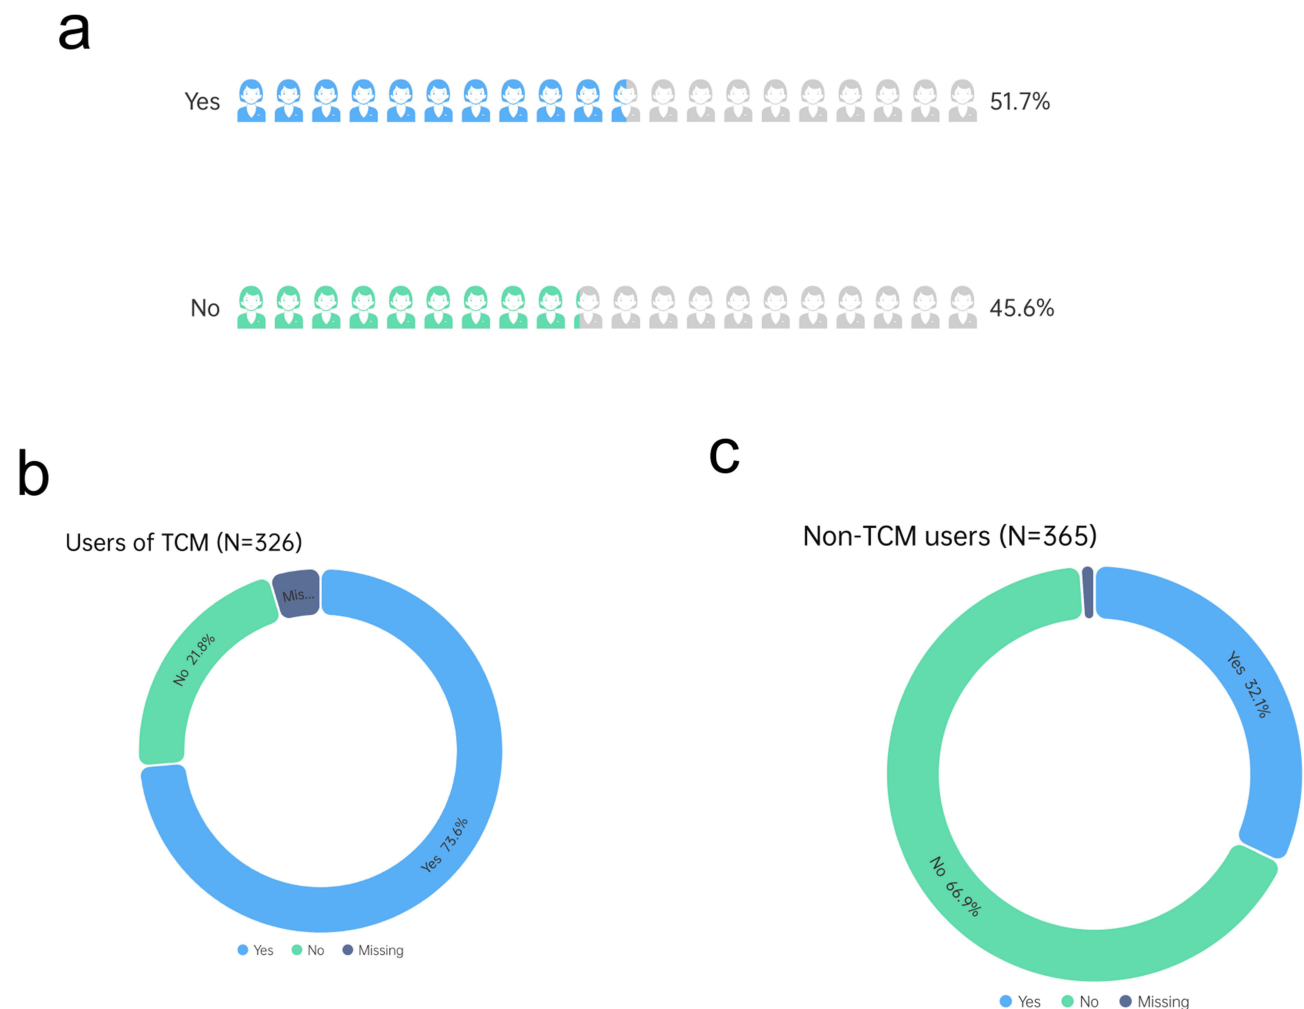 a
Yes 51.7%
No 45.6%
b
Users of TCM (N=326)
Mis...
No 21.8%
Yes 73.6%
Yes No Missing
c
Non-TCM users (N=365)
Yes 32.1%
No 66.9%
Yes No Missing